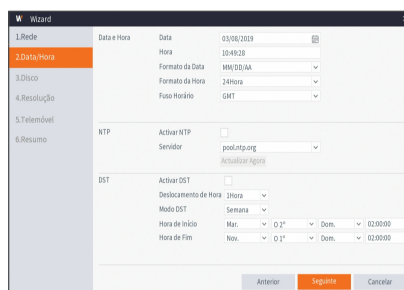 W Wizard
1.Rede
2.Data/Hora
3.Disco
4.Resolução
5.Telemóvel
6.Resumo
Data e Hora
Data 03/08/2019
Hora 10:49:28
Formato da Data MM/DD/AA
Formato da Hora 24Hora
Fuso Horário GMT
NTP
Activar NTP
Servidor pool.ntp.org
Actualizar Agora
DST
Activar DST
Deslocamento de Hora 1Hora
Modo DST Semana
Hora de Início Mar. O 2° Dom. 02:00:00
Hora de Fim Nov. O 1° Dom. 02:00:00
Anterior Seguinte Cancelar